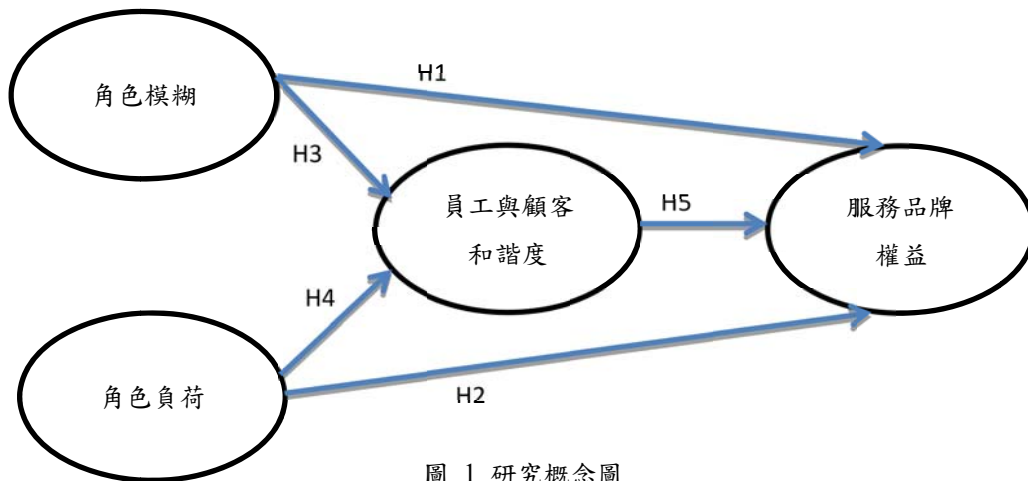 H1
角色模糊
H3
員工與顧客
和諧度
H5
服務品牌
權益
H4
角色負荷
H2
圖 1 研究概念圖